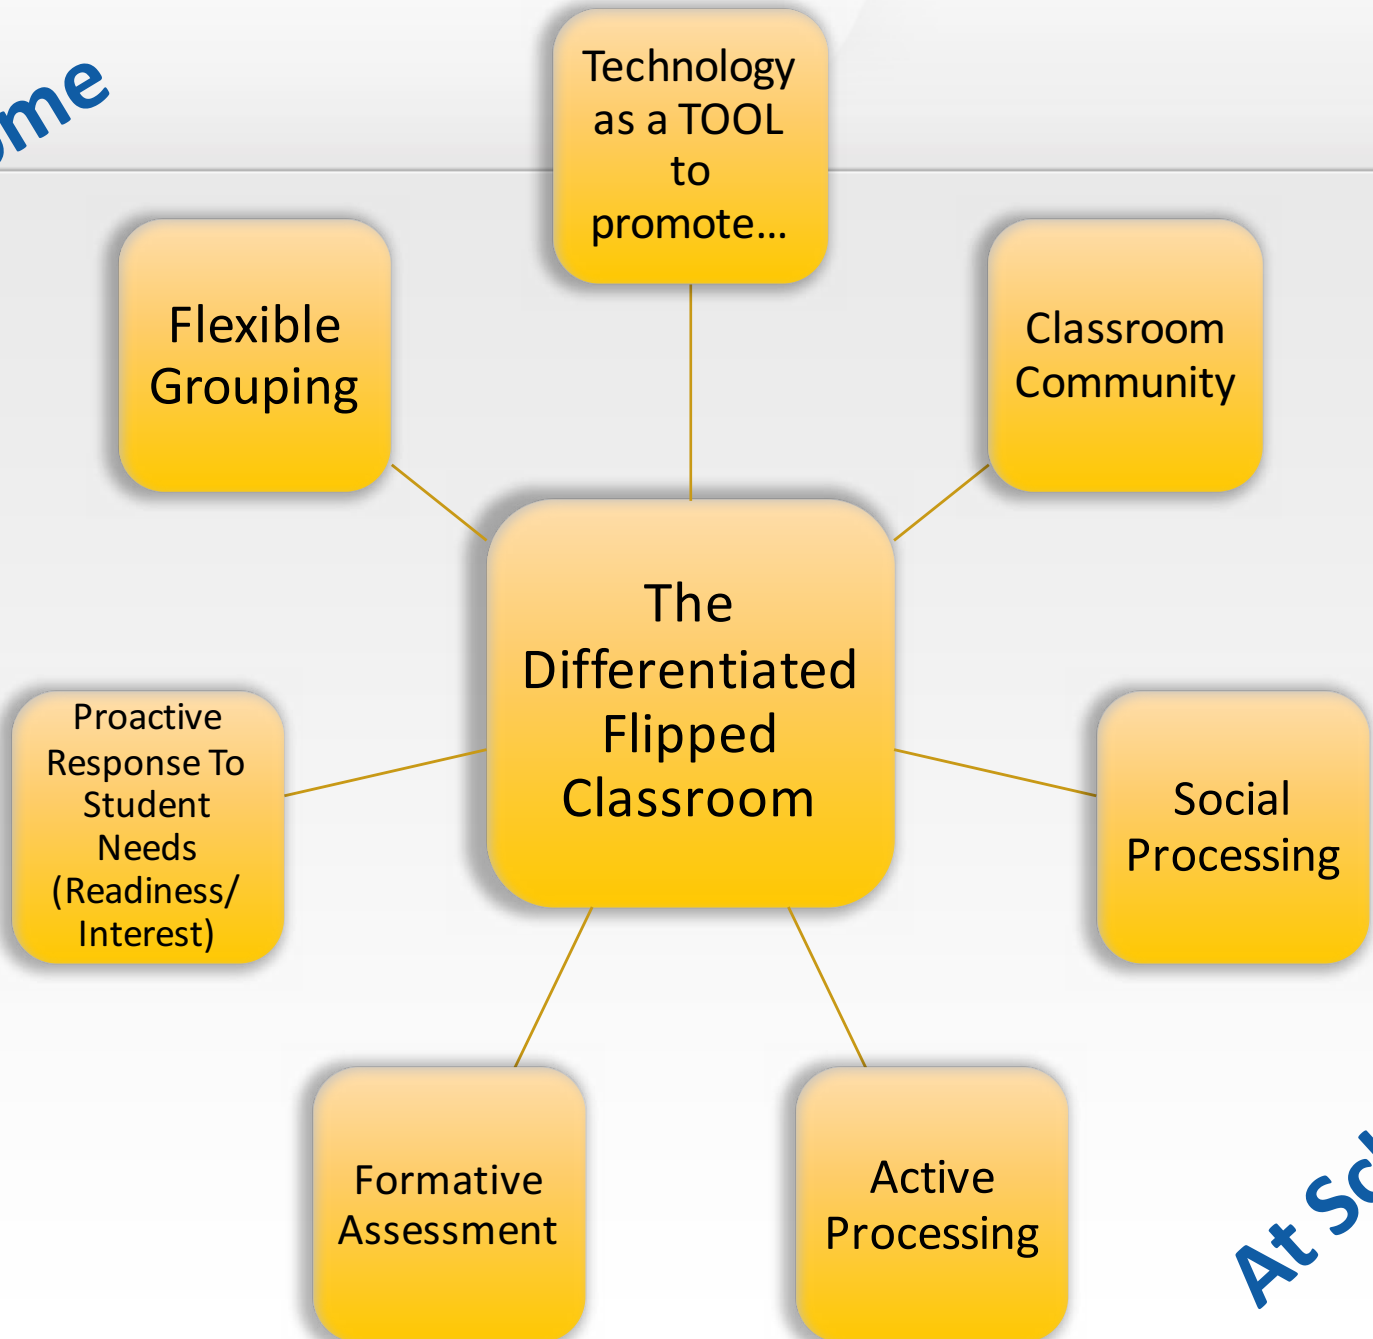 Technology
as a TOOL
to
promote...
Flexible
Grouping
Classroom
Community
The
Differentiated
Flipped
Classroom
Proactive
Response To
Student
Needs
(Readiness/
Interest)
Social
Processing
Formative
Assessment
Active
Processing
At